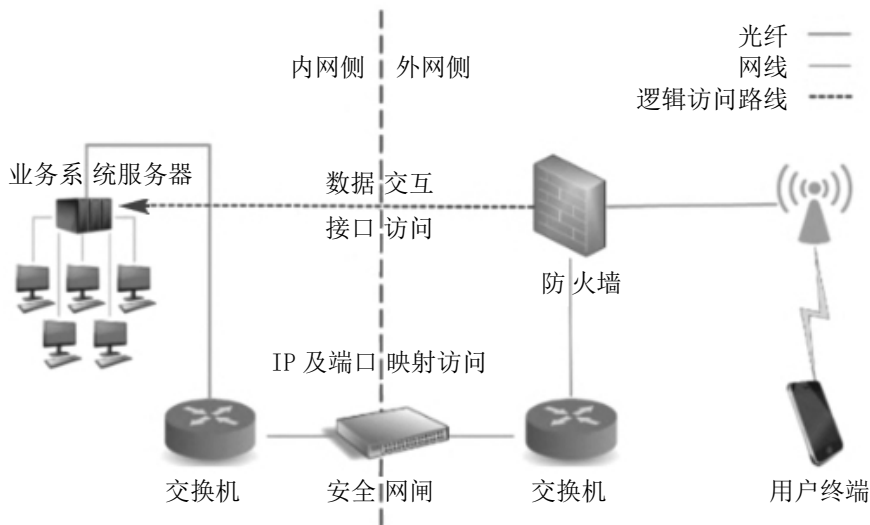 光纤
网线
逻辑访问路线
内网侧 外网侧
业务系统服务器
数据交互
接口访问
防火墙
IP及端口映射访问
交换机 安全网闸 交换机 用户终端